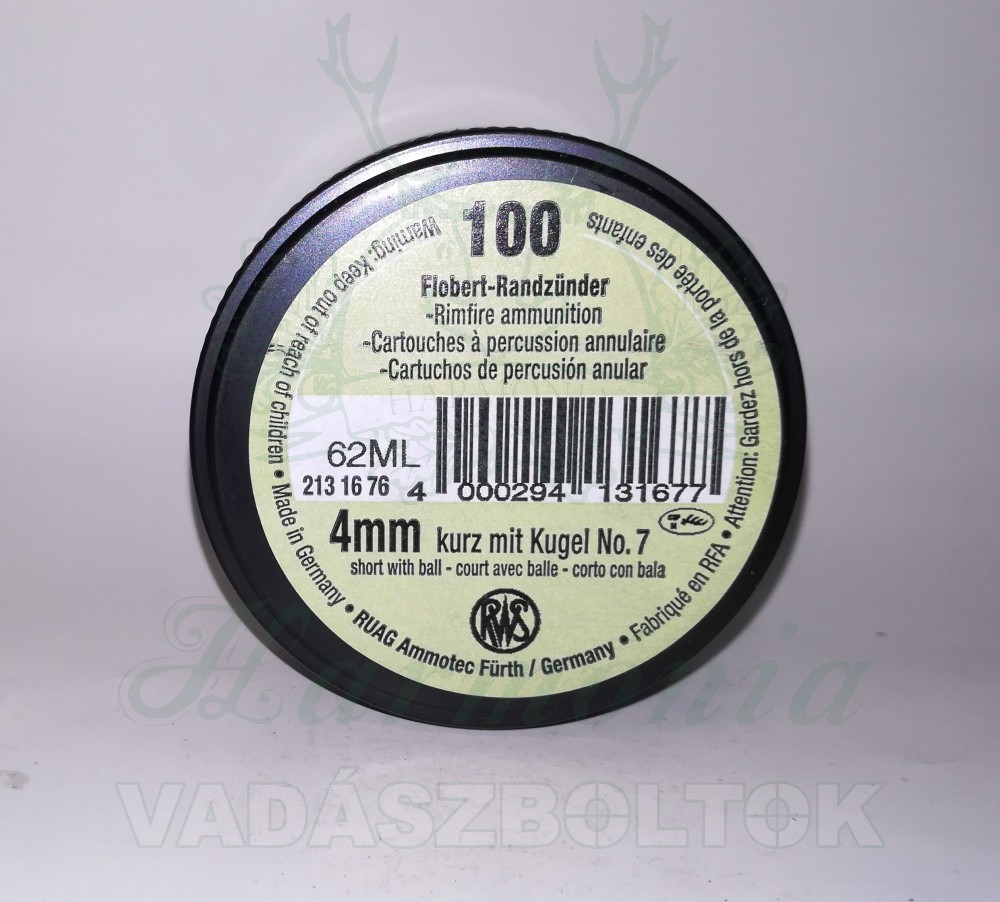 100
Flobert-Randzünder
-Rimfire ammunition
-Cartouches à percussion annulaire
-Cartuchos de percusión anular
62ML
213 16 76
4 000294 131677
4mm kurz mit Kugel No. 7
short with ball - court avec balle - corto con bala
RWS
Warning: Keep out of reach of children • Made in Germany • RUAG Ammotec Fürth / Germany • Fabriqué en RFA • Attention: Gardez hors de la portée des enfants
Harmónia
VADÁSZBOLTOK